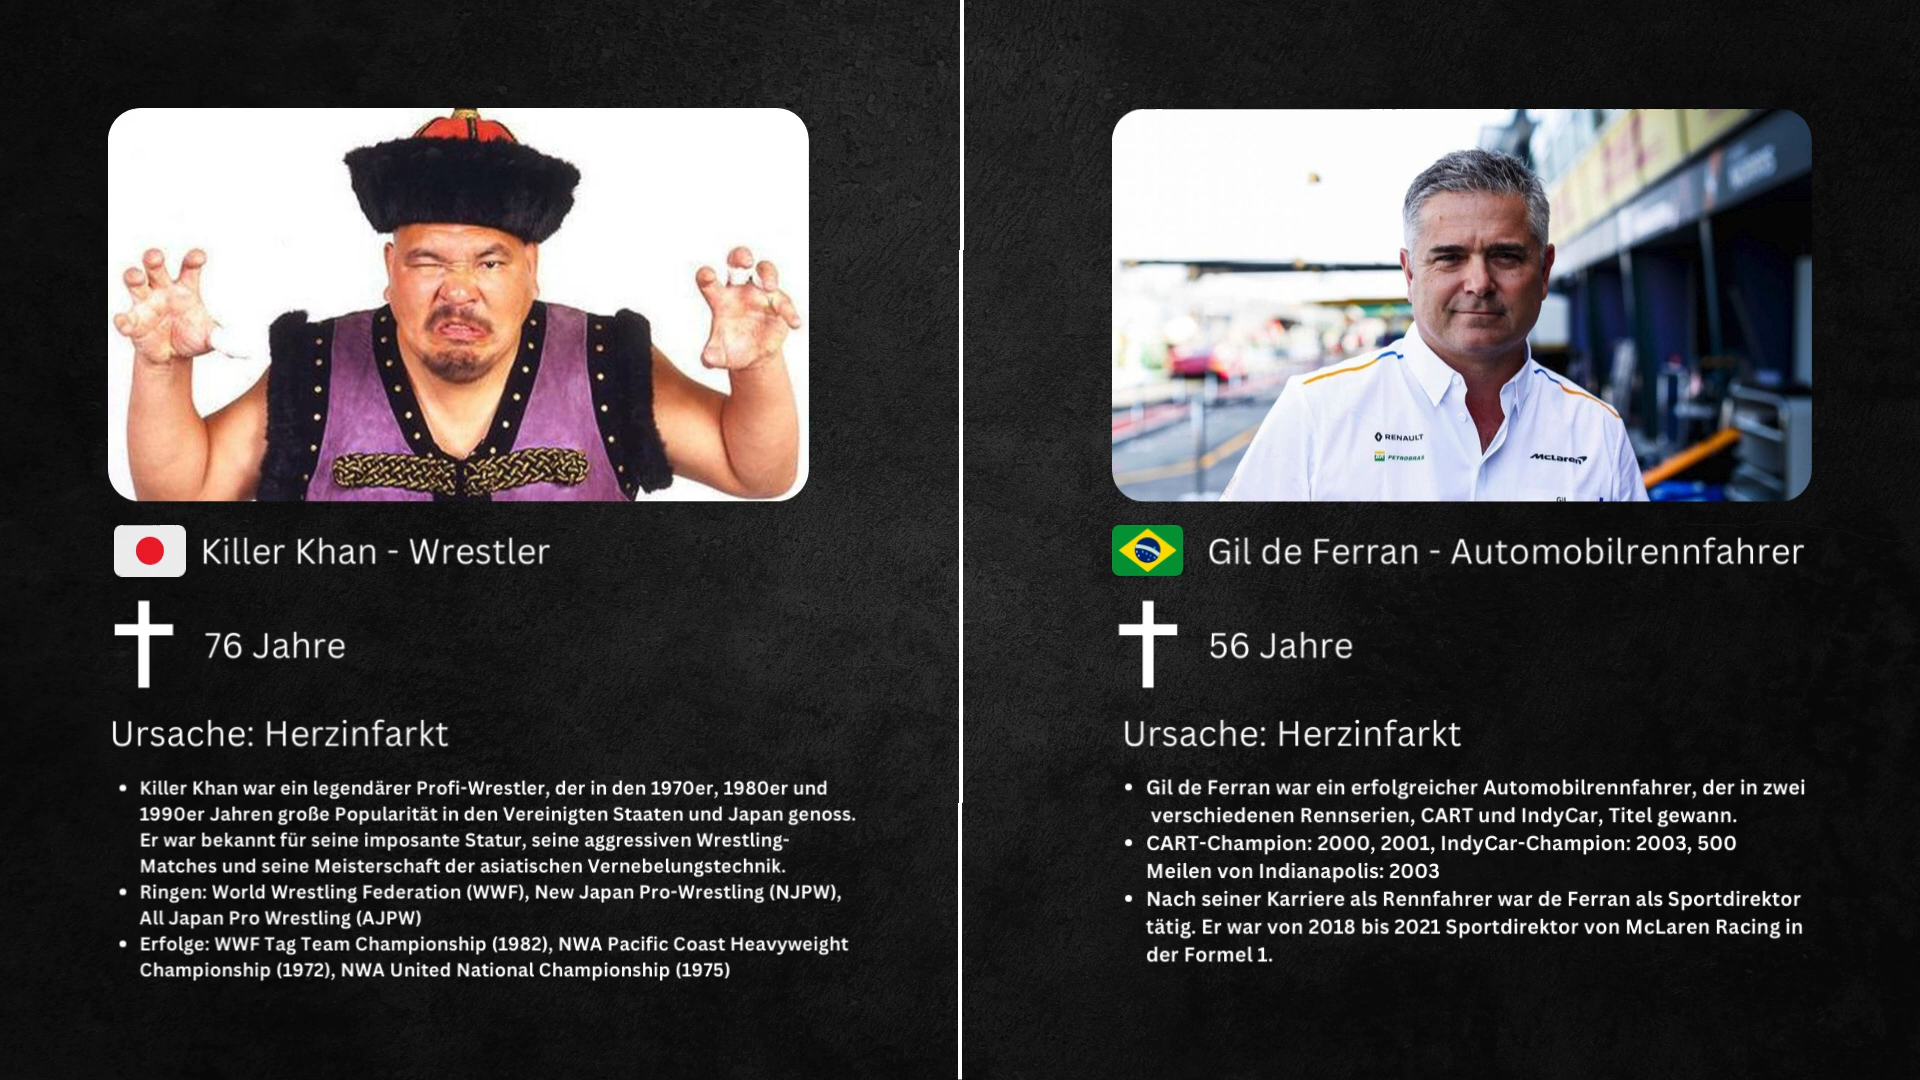 Killer Khan - Wrestler
76 Jahre
Ursache: Herzinfarkt
• Killer Khan war ein legendärer Profi-Wrestler, der in den 1970er, 1980er und
1990er Jahren große Popularität in den Vereinigten Staaten und Japan genoss.
Er war bekannt für seine imposante Statur, seine aggressiven Wrestling-
Matches und seine Meisterschaft der asiatischen Vernebelungstechnik.
• Ringen: World Wrestling Federation (WWF), New Japan Pro-Wrestling (NJPW),
All Japan Pro Wrestling (AJPW)
• Erfolge: WWF Tag Team Championship (1982), NWA Pacific Coast Heavyweight
Championship (1972), NWA United National Championship (1975)
RENAULT
BR PETROBRAS
McLaren
Gil
Gil de Ferran - Automobilrennfahrer
56 Jahre
Ursache: Herzinfarkt
• Gil de Ferran war ein erfolgreicher Automobilrennfahrer, der in zwei
verschiedenen Rennserien, CART und IndyCar, Titel gewann.
• CART-Champion: 2000, 2001, IndyCar-Champion: 2003, 500
Meilen von Indianapolis: 2003
• Nach seiner Karriere als Rennfahrer war de Ferran als Sportdirektor
tätig. Er war von 2018 bis 2021 Sportdirektor von McLaren Racing in
der Formel 1.